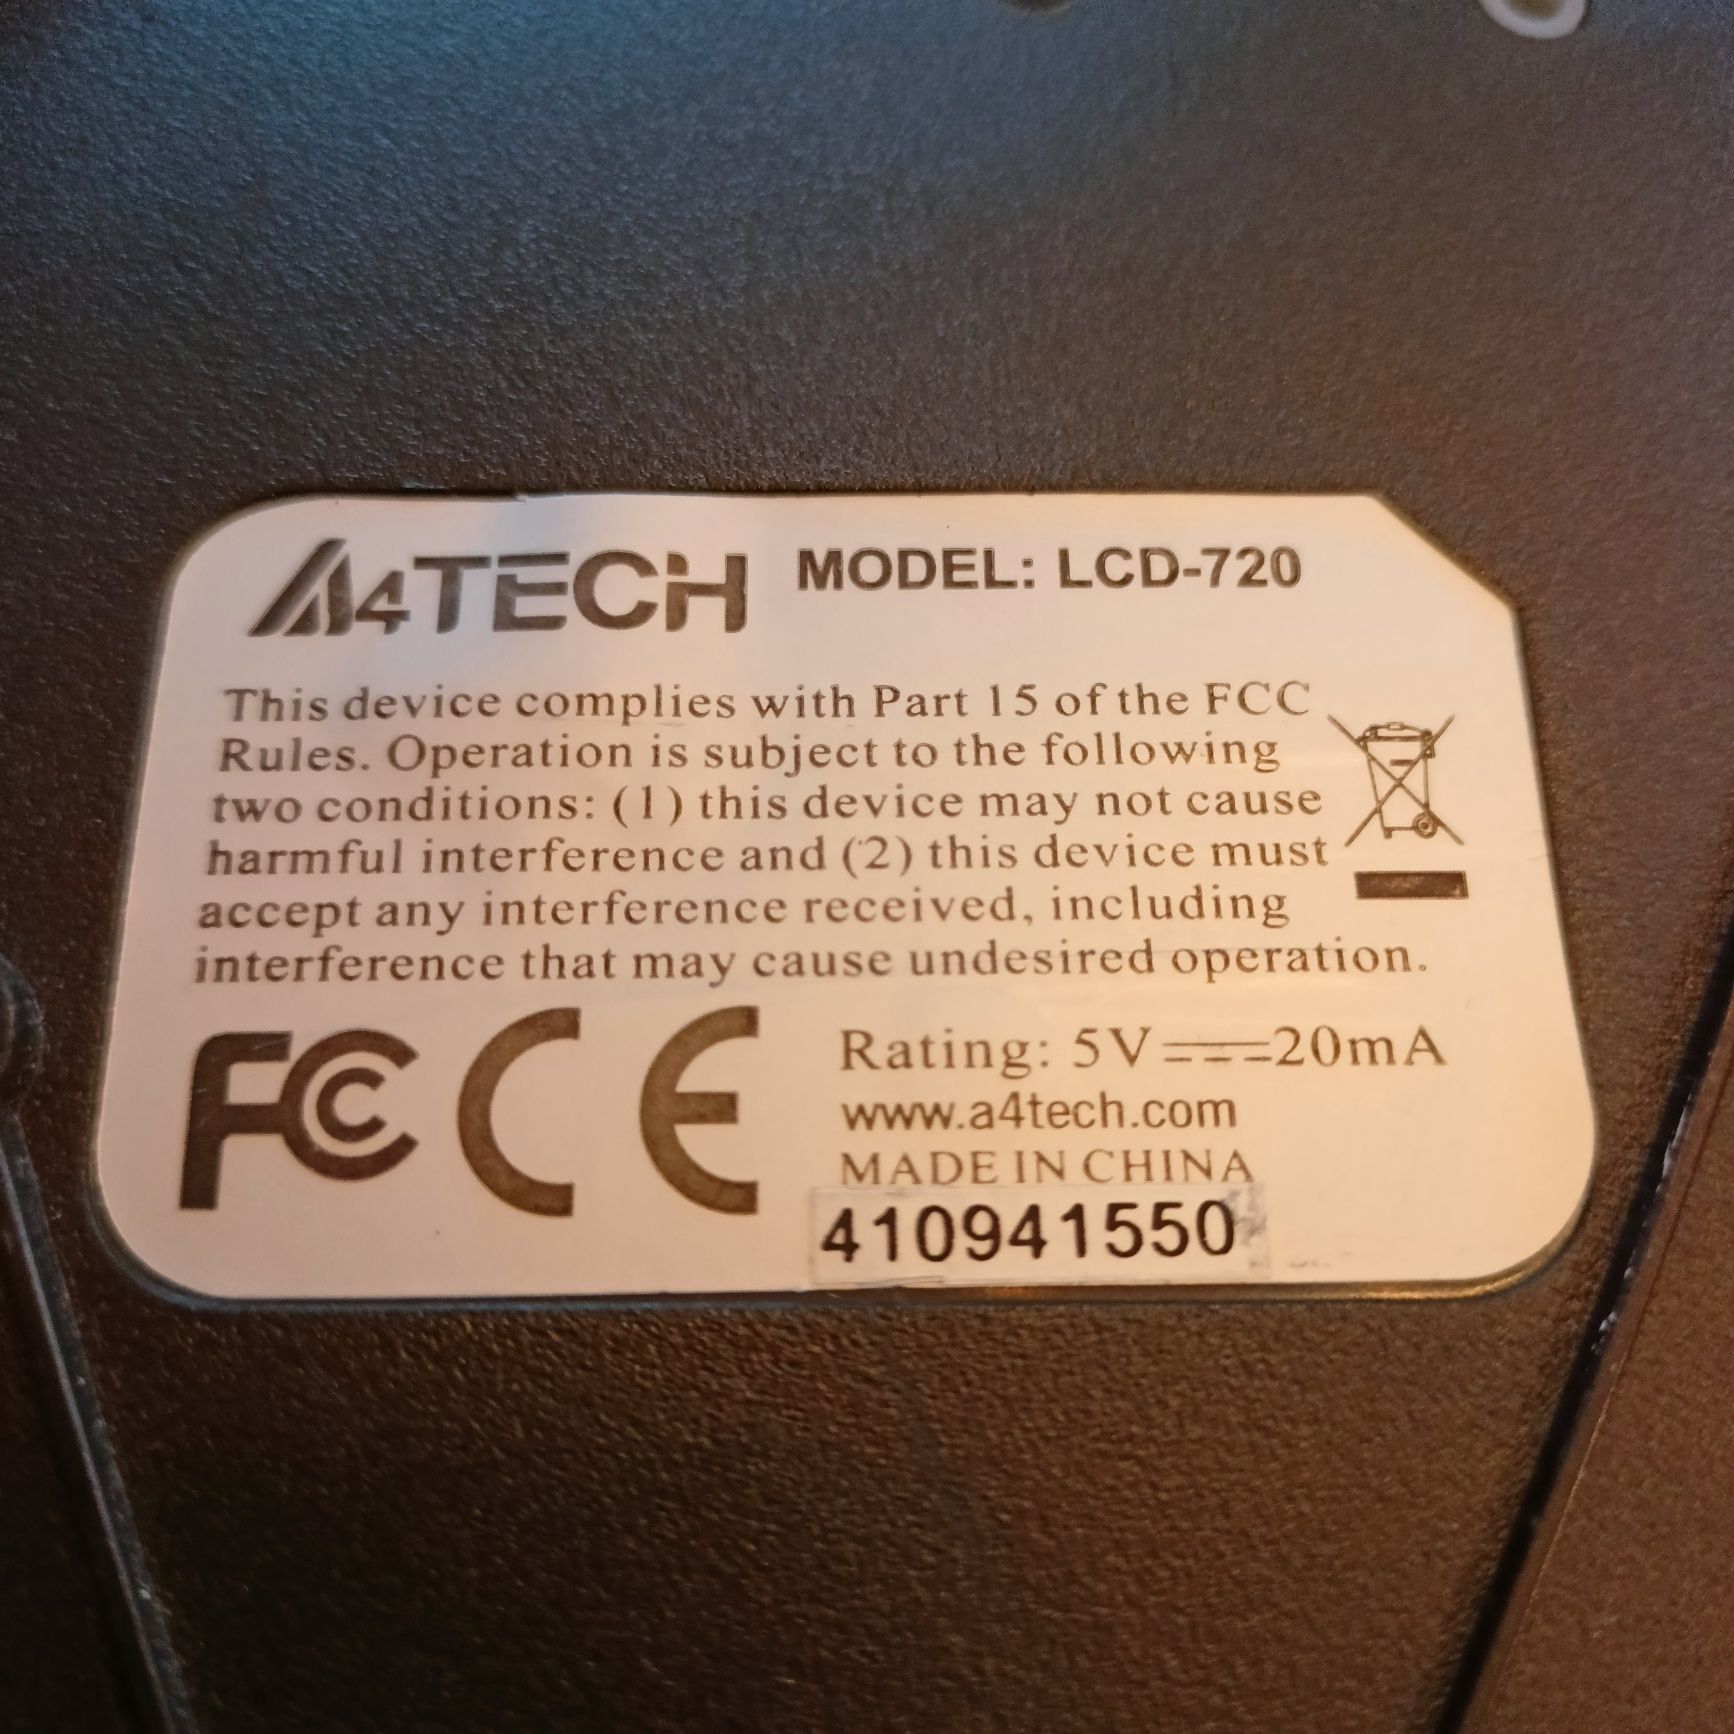 A4TECH MODEL: LCD-720
This device complies with Part 15 of the FCC
Rules. Operation is subject to the following
two conditions: (1) this device may not cause
harmful interference and (2) this device must
accept any interference received, including
interference that may cause undesired operation.
FCC CE
Rating: 5V⎓20mA
www.a4tech.com
MADE IN CHINA
410941550